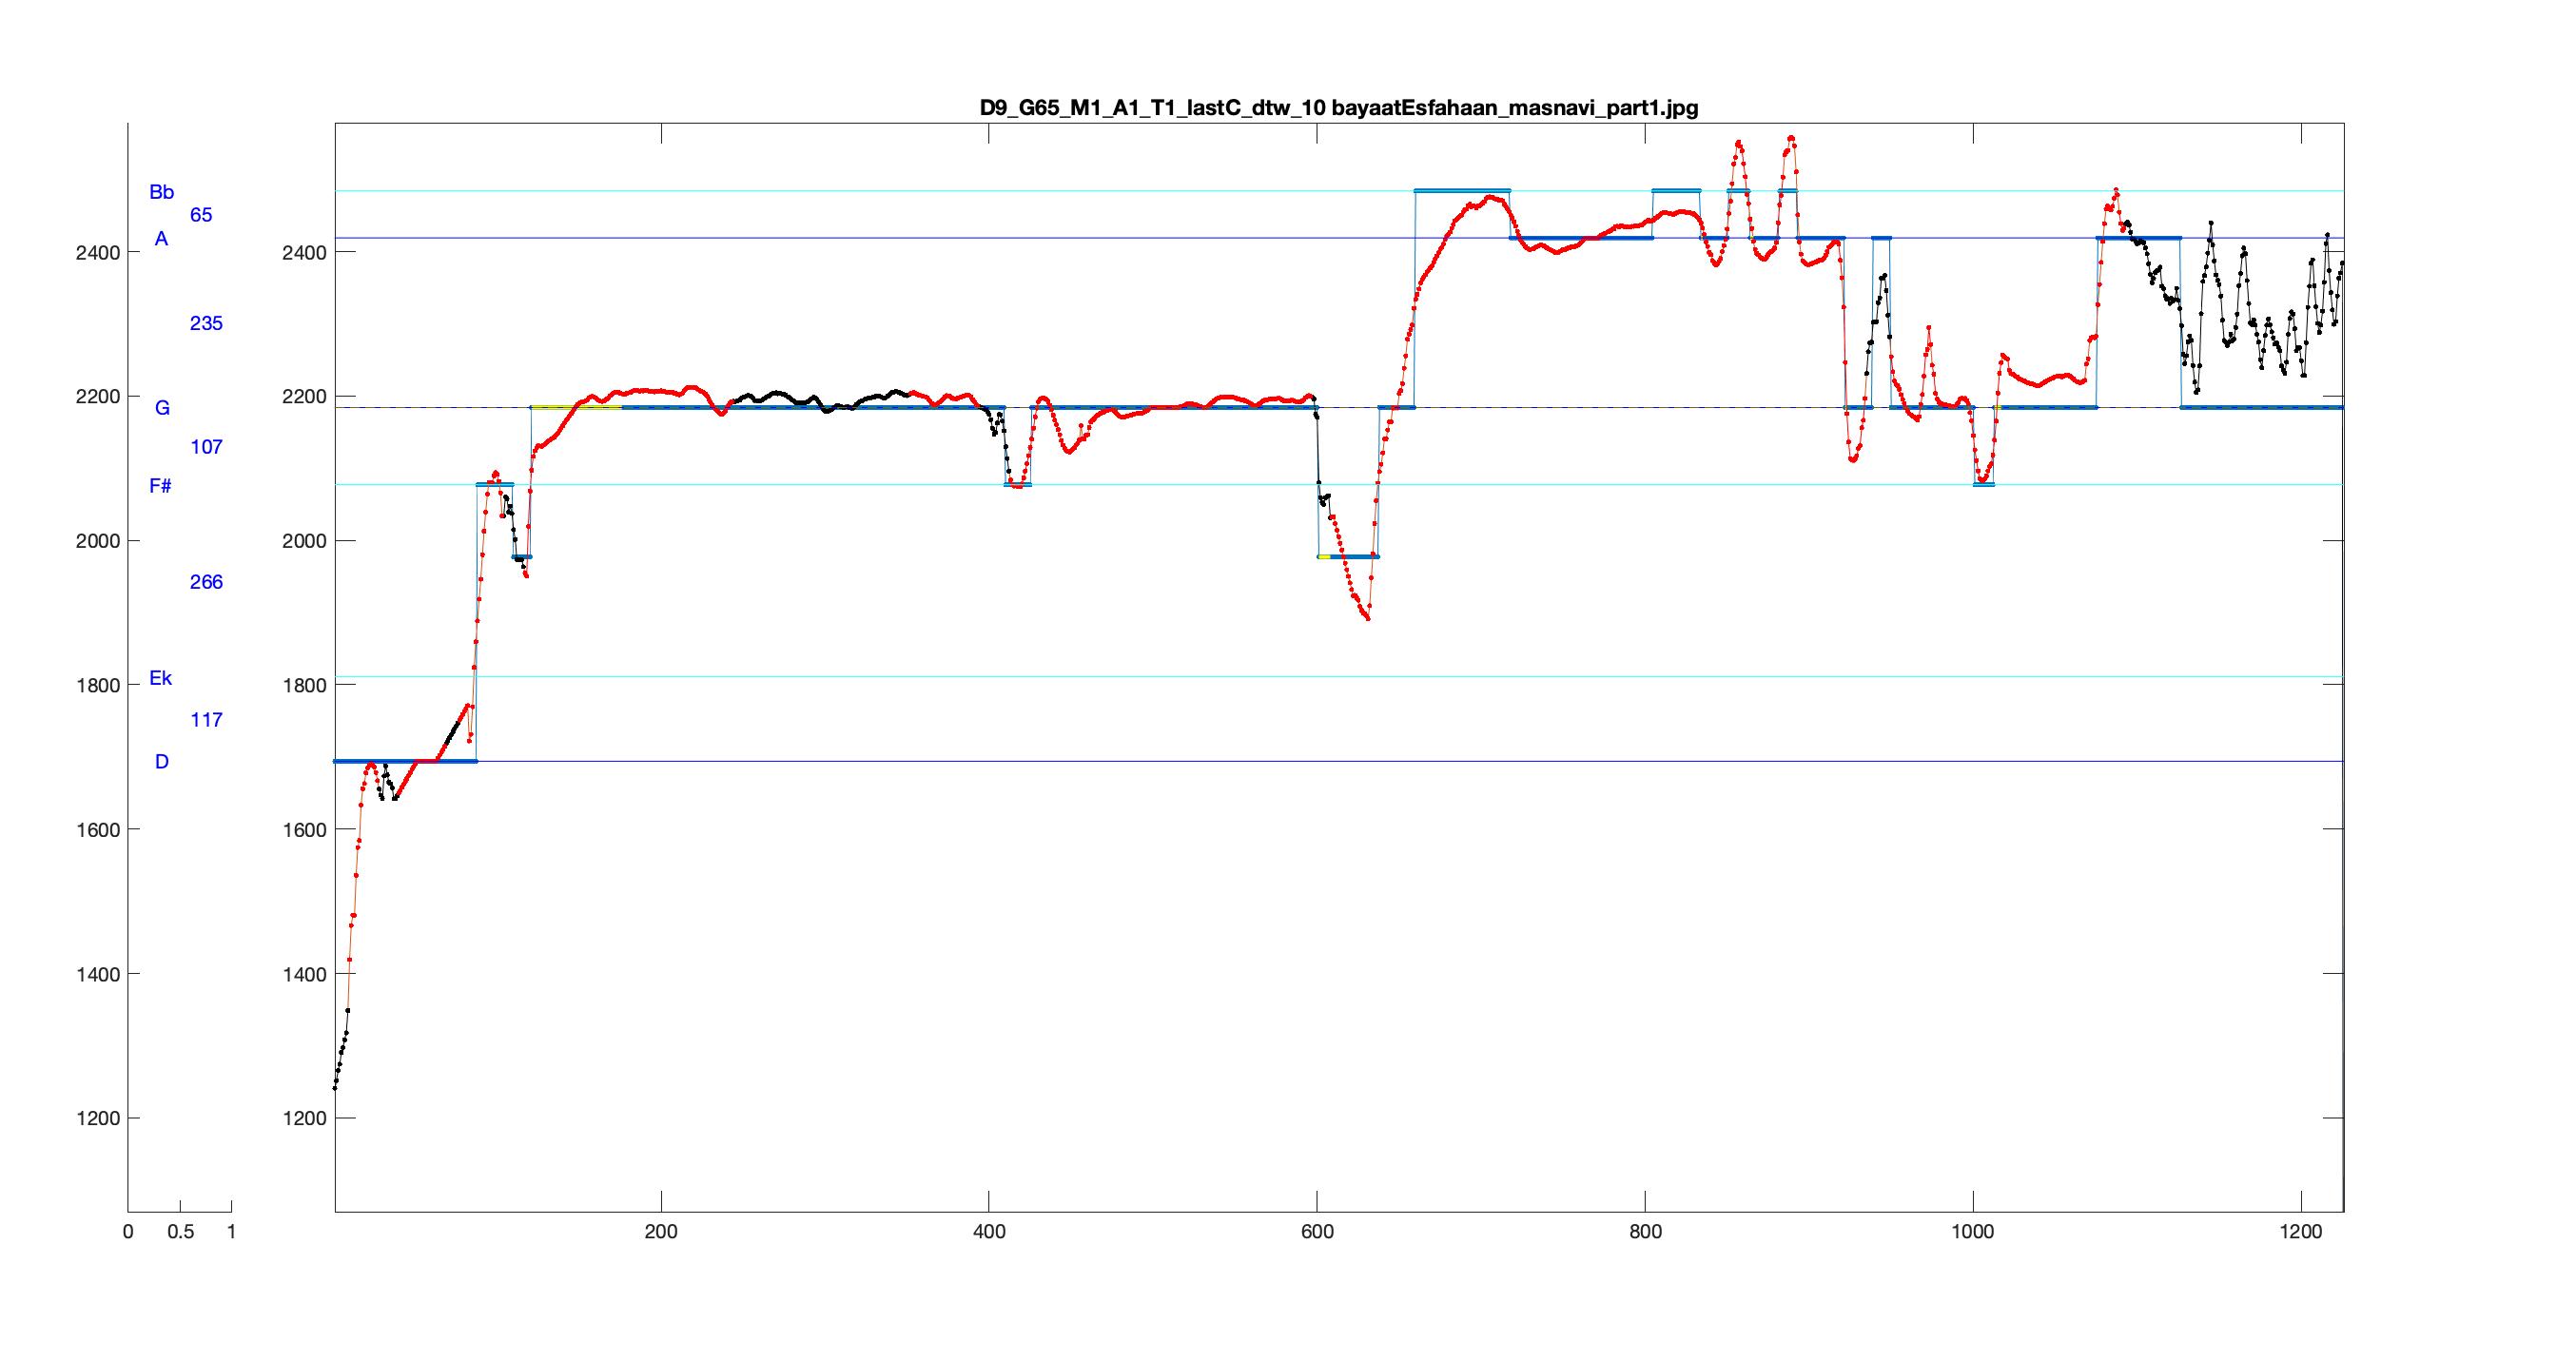 D9_G65_M1_A1_T1_lastC_dtw_10 bayaatEsfahaan_masnavi_part1.jpg
Bb
65
A
2400 2400
235
2200 2200
G
107
F#
2000 2000
266
Ek
1800 1800
117
D
1600 1600
1400 1400
1200 1200
0 0.5 1 200 400 600 800 1000 1200